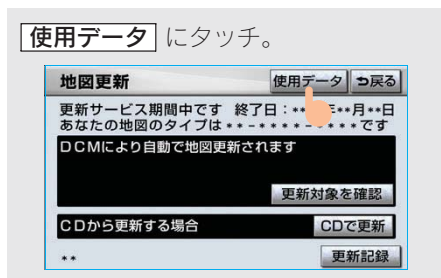 使用データ にタッチ。
地図更新 使用データ 戻る
更新サービス期間中です 終了日：** 年**月**日
あなたの地図のタイプは**-****-****です
DCMにより自動で地図更新されます
更新対象を確認
CDから更新する場合 CDで更新
** 更新記録